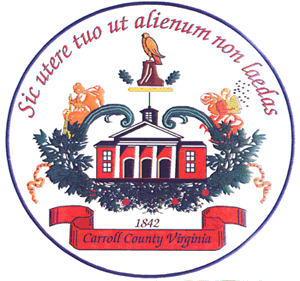 Sic utere tuo ut alienum non laedas
1842
Carroll County Virginia